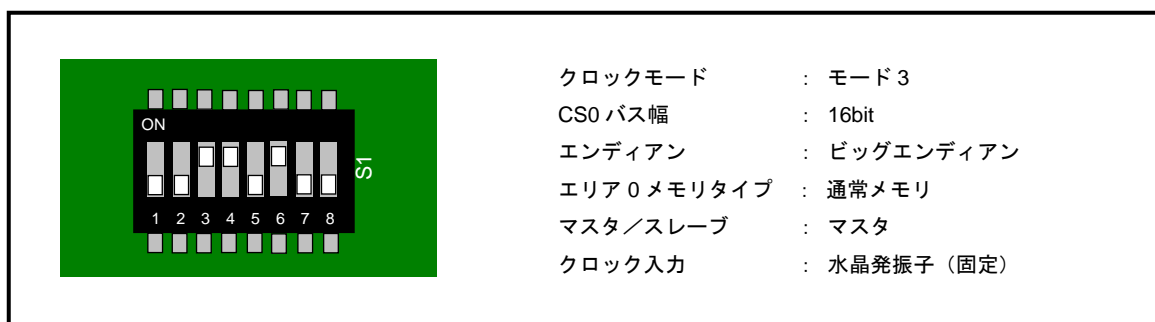 ON
1 2 3 4 5 6 7 8
S1
クロックモード : モード 3
CS0 バス幅 : 16bit
エンディアン : ビッグエンディアン
エリア 0 メモリタイプ : 通常メモリ
マスタ／スレーブ : マスタ
クロック入力 : 水晶発振子（固定）